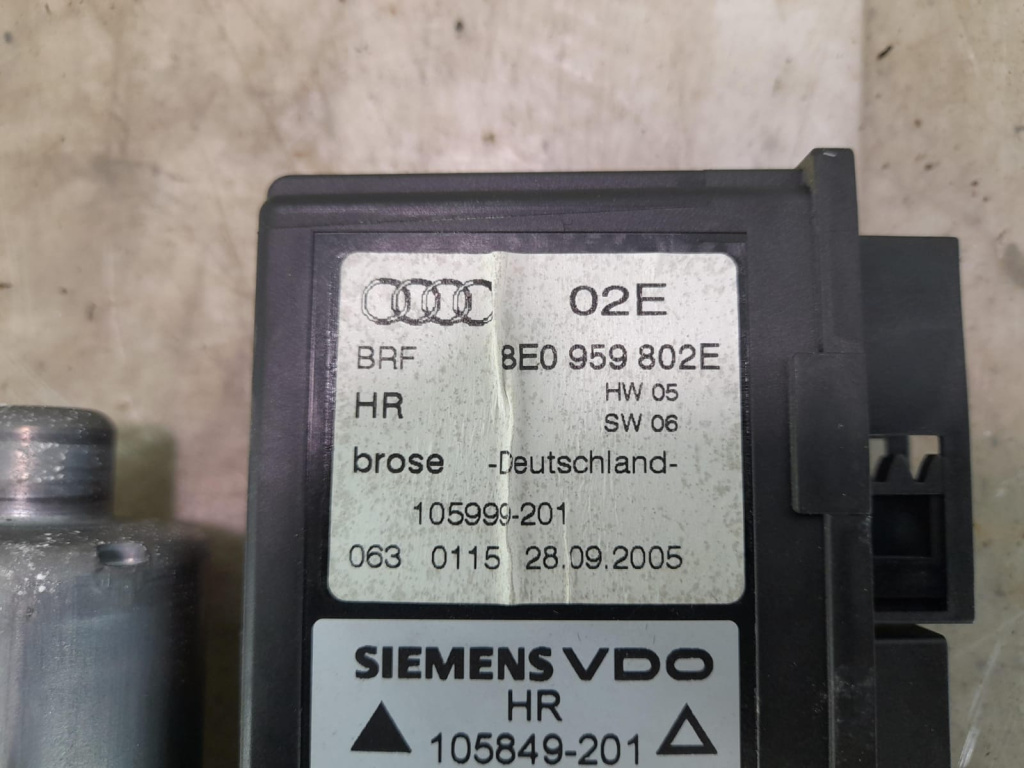 02E
BRF 8E0 959 802E
HR HW 05
SW 06
brose -Deutschland-
105999-201
063 0115 28.09.2005
SIEMENS VDO
HR
105849-201